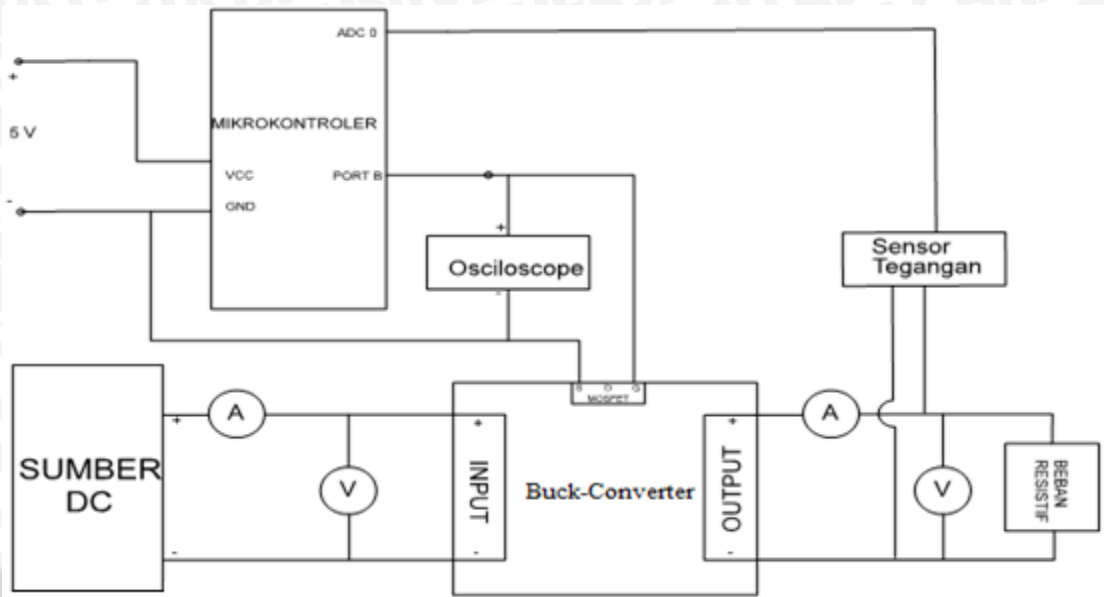 ADC 0
+
5 V
-
MIKROKONTROLER
VCC
PORT B
GND
+
Osciloscope
-
Sensor
Tegangan
S D G
MOSFET
SUMBER
DC
+
-
A
V
+
INPUT
-
Buck-Converter
+
OUTPUT
-
A
V
BEBAN
RESISTIF